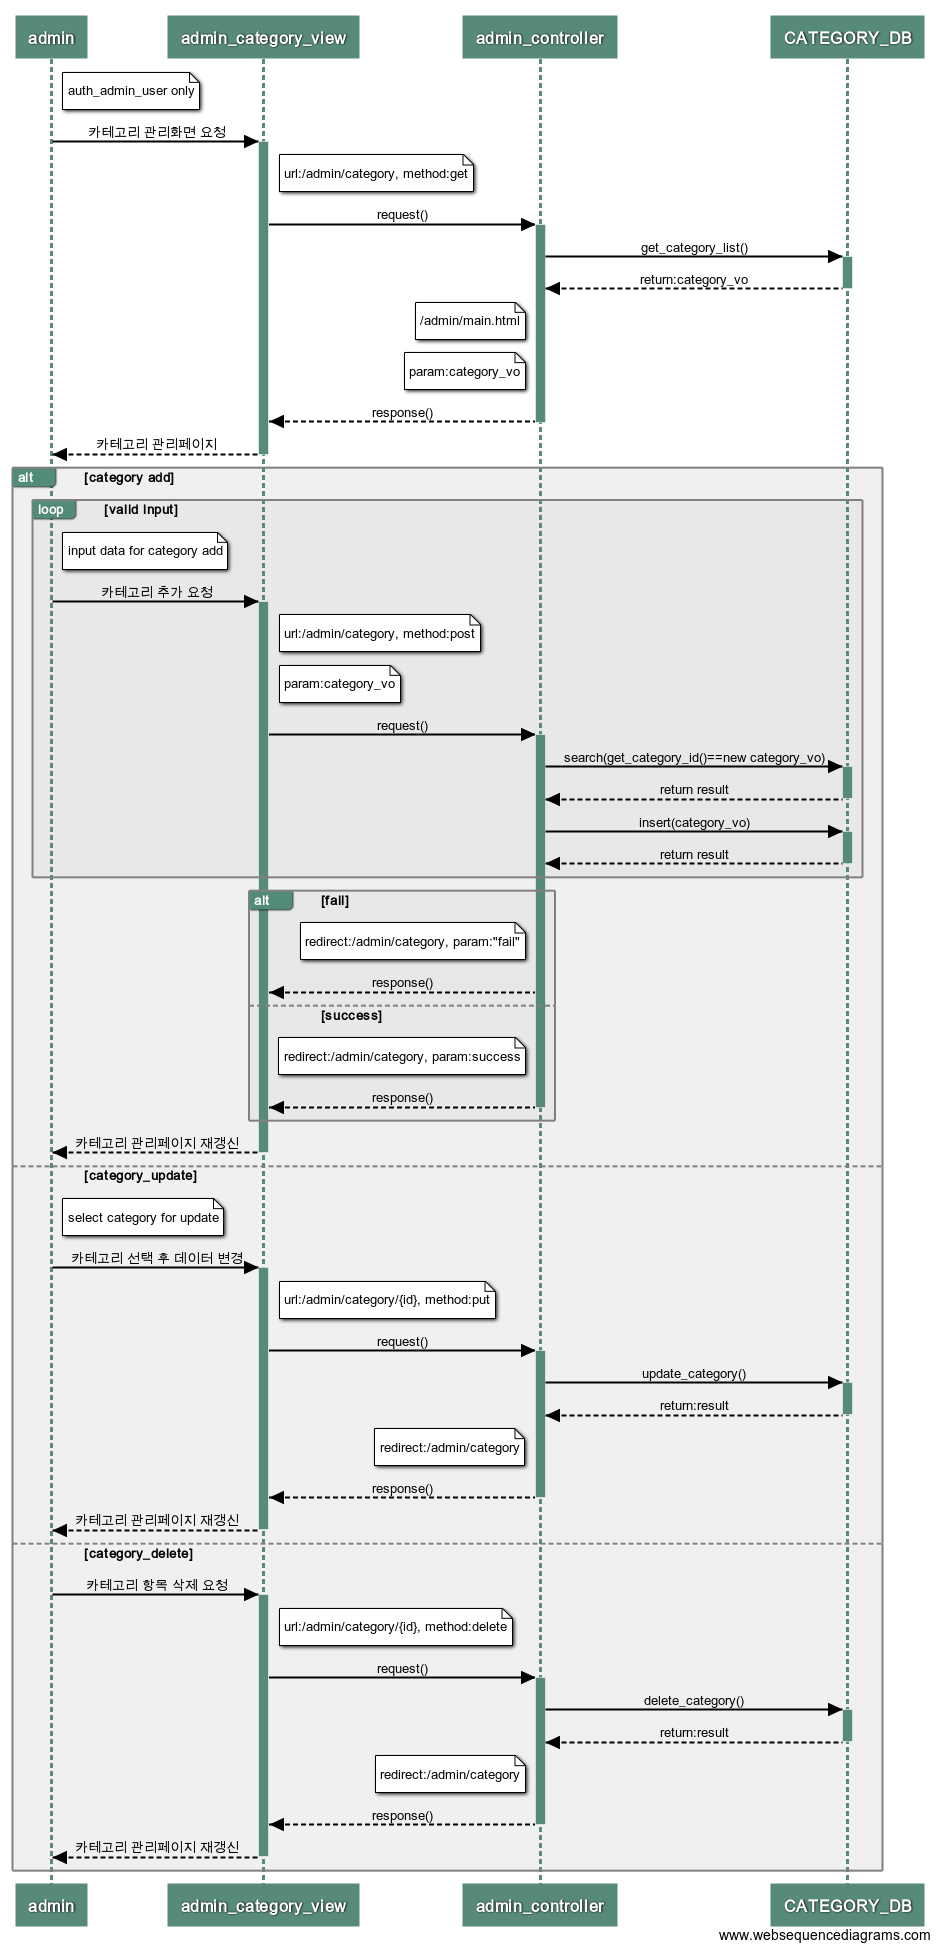 admin
admin_category_view
admin_controller
CATEGORY_DB
auth_admin_user only
카테고리 관리화면 요청
url:/admin/category, method:get
request()
get_category_list()
return:category_vo
/admin/main.html
param:category_vo
response()
카테고리 관리페이지
alt
[category add]
loop
[valid input]
input data for category add
카테고리 추가 요청
url:/admin/category, method:post
param:category_vo
request()
search(get_category_id()==new category_vo)
return result
insert(category_vo)
return result
alt
[fail]
redirect:/admin/category, param:"fail"
response()
[success]
redirect:/admin/category, param:success
response()
카테고리 관리페이지 재갱신
[category_update]
select category for update
카테고리 선택 후 데이터 변경
url:/admin/category/{id}, method:put
request()
update_category()
return:result
redirect:/admin/category
response()
카테고리 관리페이지 재갱신
[category_delete]
카테고리 항목 삭제 요청
url:/admin/category/{id}, method:delete
request()
delete_category()
return:result
redirect:/admin/category
response()
카테고리 관리페이지 재갱신
admin
admin_category_view
admin_controller
CATEGORY_DB
www.websequencediagrams.com